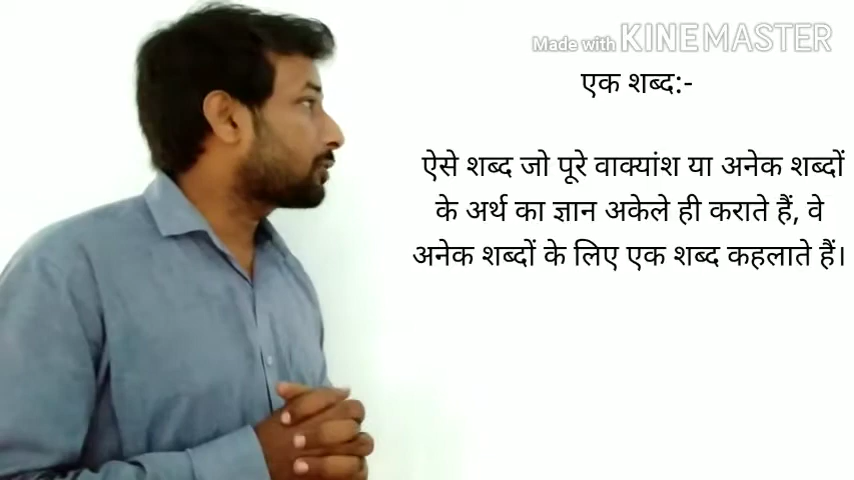 Made with KINEMASTER
एक शब्द:-
ऐसे शब्द जो पूरे वाक्यांश या अनेक शब्दों
के अर्थ का ज्ञान अकेले ही कराते हैं, वे
अनेक शब्दों के लिए एक शब्द कहलाते हैं।